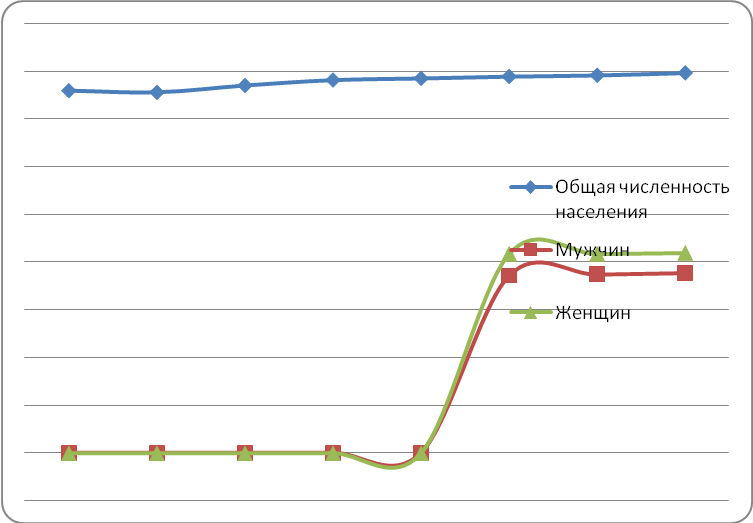 Общая численность
населения
Мужчин
Женщин